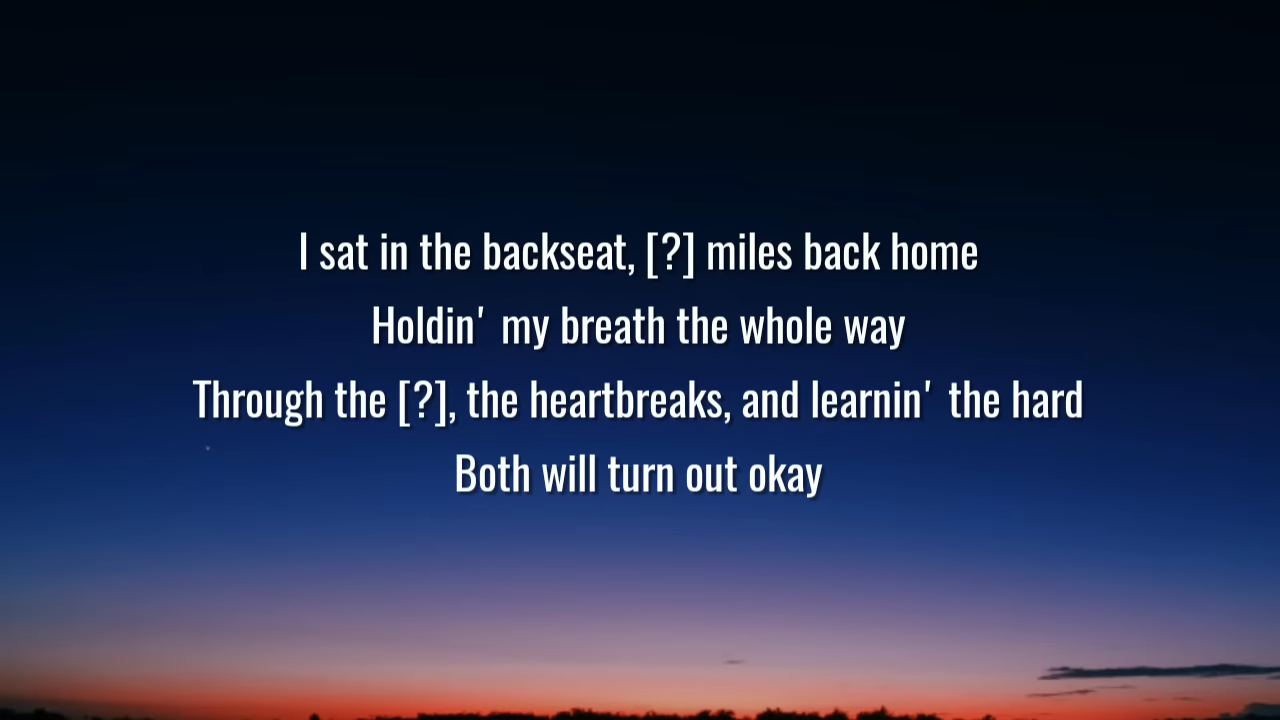 I sat in the backseat, [?] miles back home
Holdin' my breath the whole way
Through the [?], the heartbreaks, and learnin' the hard
Both will turn out okay